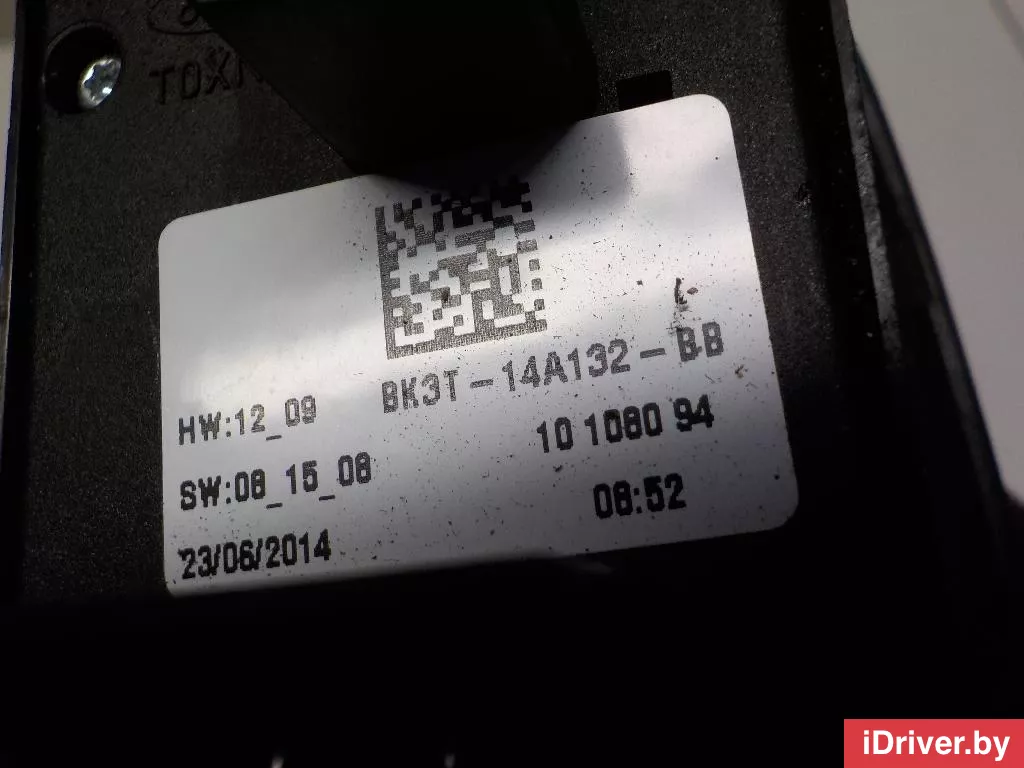 BK3T-14A132-BB
HW:12_09
10 1080 94
SW:08_15_08
08:52
23/06/2014
iDriver.by